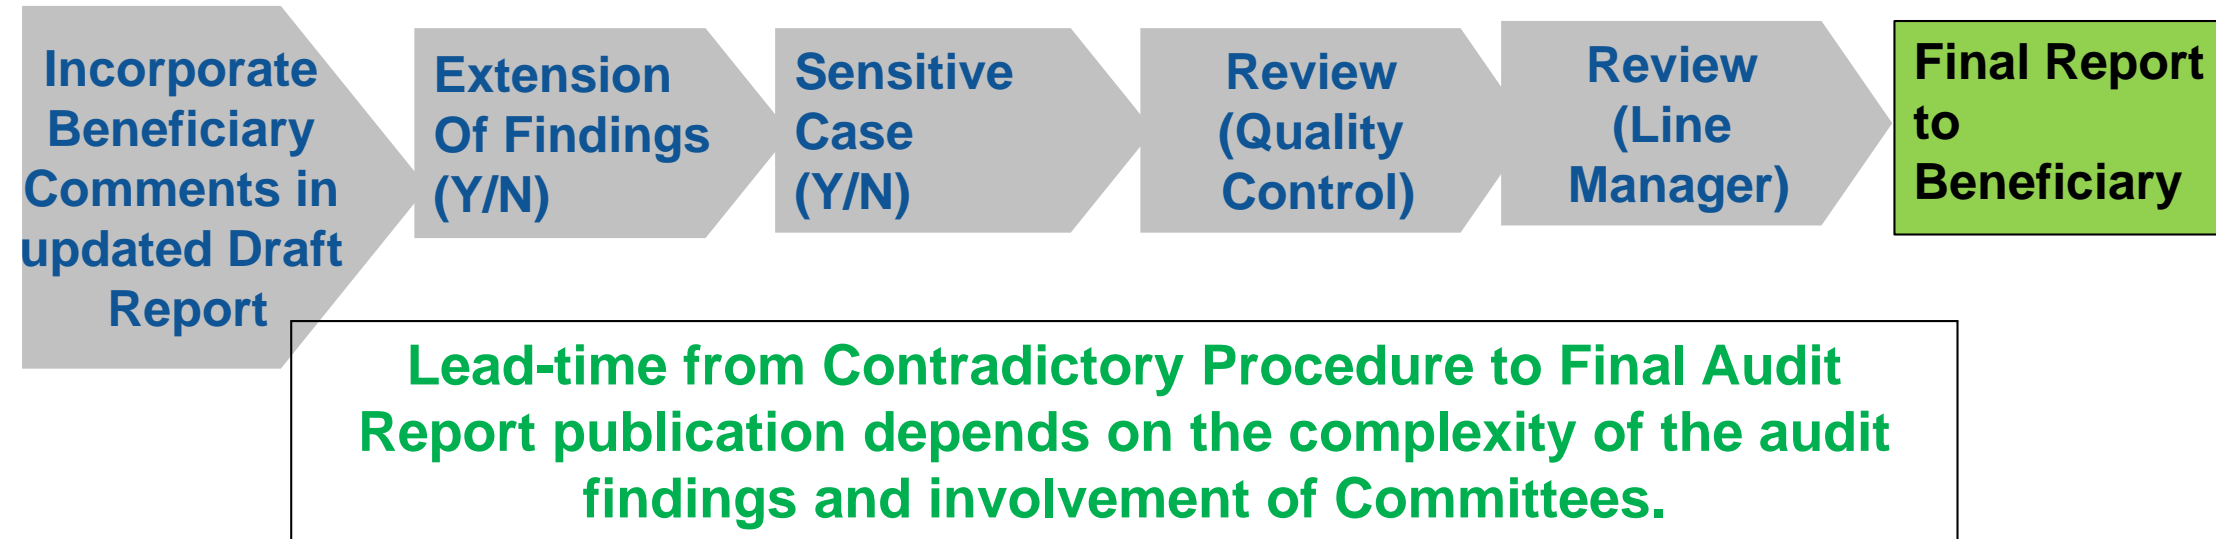 Incorporate
Beneficiary
Comments in
updated Draft
Report
Extension
Of Findings
(Y/N)
Sensitive
Case
(Y/N)
Review
(Quality
Control)
Review
(Line
Manager)
Final Report
to
Beneficiary
Lead-time from Contradictory Procedure to Final Audit
Report publication depends on the complexity of the audit
findings and involvement of Committees.